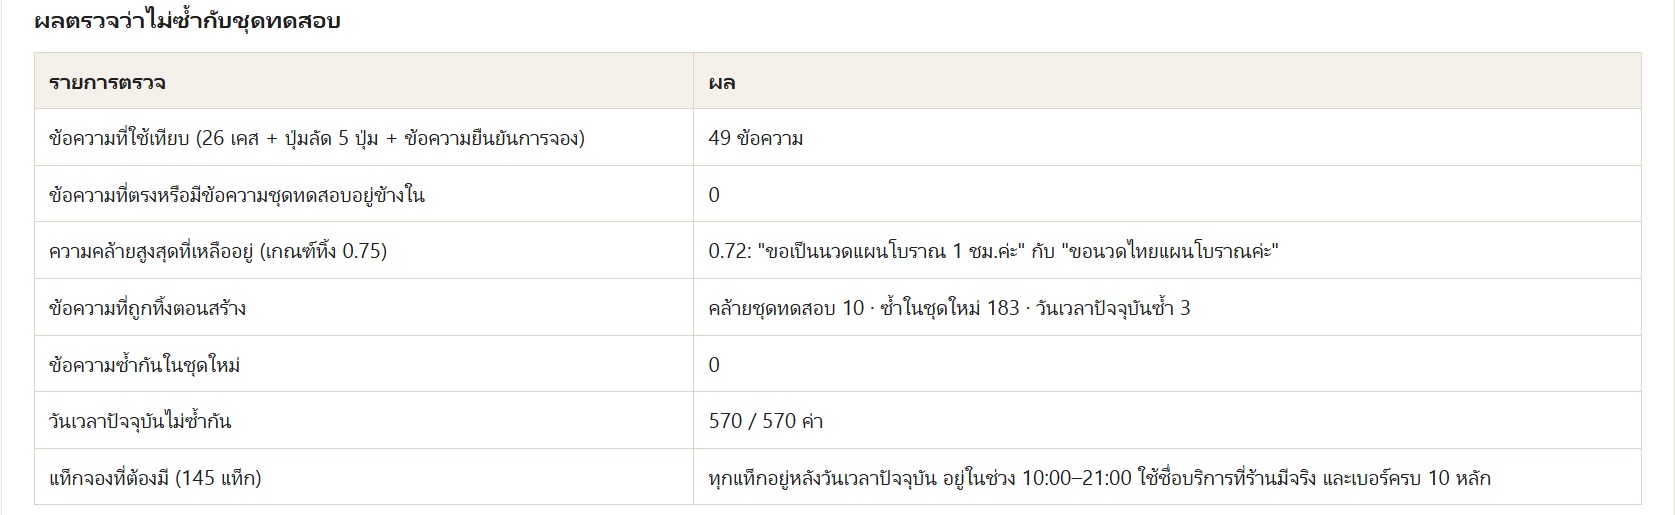 ผลตรวจว่าไม่ซ้ำกับชุดทดสอบ
รายการตรวจ ผล
ข้อความที่ใช้เทียบ (26 เคส + ปุ่มลัด 5 ปุ่ม + ข้อความยืนยันการจอง) 49 ข้อความ
ข้อความที่ตรงหรือมีข้อความชุดทดสอบอยู่ข้างใน 0
ความคล้ายสูงสุดที่เหลืออยู่ (เกณฑ์ทิ้ง 0.75) 0.72: "ขอเป็นนวดแผนโบราณ 1 ชม.ค่ะ" กับ "ขอนวดไทยแผนโบราณค่ะ"
ข้อความที่ถูกทิ้งตอนสร้าง คล้ายชุดทดสอบ 10 · ซ้ำในชุดใหม่ 183 · วันเวลาปัจจุบันซ้ำ 3
ข้อความซ้ำกันในชุดใหม่ 0
วันเวลาปัจจุบันไม่ซ้ำกัน 570 / 570 ค่า
แท็กจองที่ต้องมี (145 แท็ก) ทุกแท็กอยู่หลังวันเวลาปัจจุบัน อยู่ในช่วง 10:00–21:00 ใช้ชื่อบริการที่ร้านมีจริง และเบอร์ครบ 10 หลัก